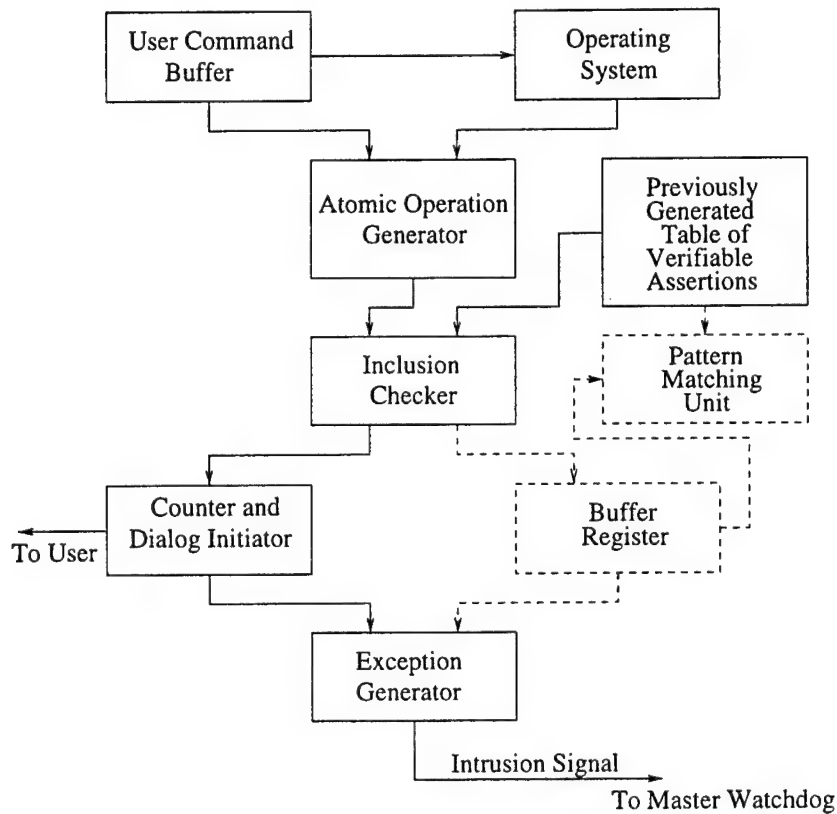 User Command
Buffer
Operating
System
Atomic Operation
Generator
Previously
Generated
Table of
Verifiable
Assertions
Inclusion
Checker
Pattern
Matching
Unit
Counter and
Dialog Initiator
Buffer
Register
To User
Exception
Generator
Intrusion Signal
To Master Watchdog